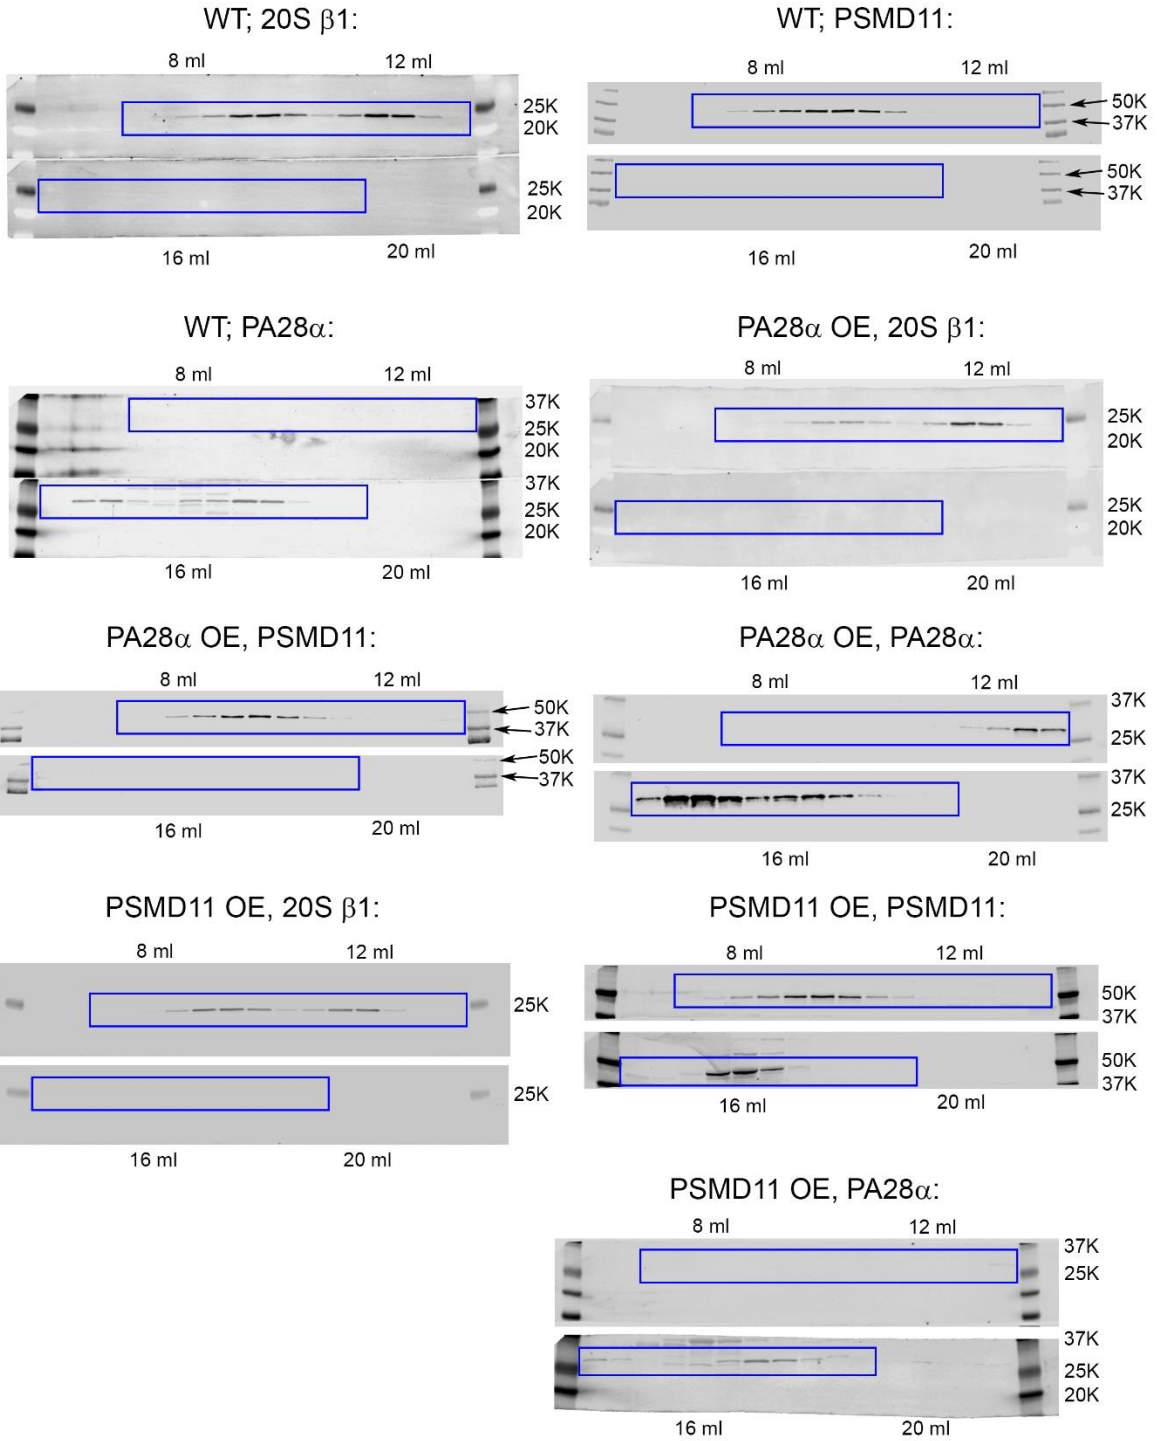 WT; 20S β1:
8 ml 12 ml
25K
20K
25K
20K
16 ml 20 ml
WT; PSMD11:
8 ml 12 ml
50K
37K
50K
37K
16 ml 20 ml
WT; PA28α:
8 ml 12 ml
37K
25K
20K
37K
25K
20K
16 ml 20 ml
PA28α OE, 20S β1:
8 ml 12 ml
25K
20K
25K
20K
16 ml 20 ml
PA28α OE, PSMD11:
8 ml 12 ml
50K
37K
50K
37K
16 ml 20 ml
PA28α OE, PA28α:
8 ml 12 ml
37K
25K
37K
25K
16 ml 20 ml
PSMD11 OE, 20S β1:
8 ml 12 ml
25K
25K
16 ml 20 ml
PSMD11 OE, PSMD11:
8 ml 12 ml
50K
37K
50K
37K
16 ml 20 ml
PSMD11 OE, PA28α:
8 ml 12 ml
37K
25K
37K
25K
20K
16 ml 20 ml